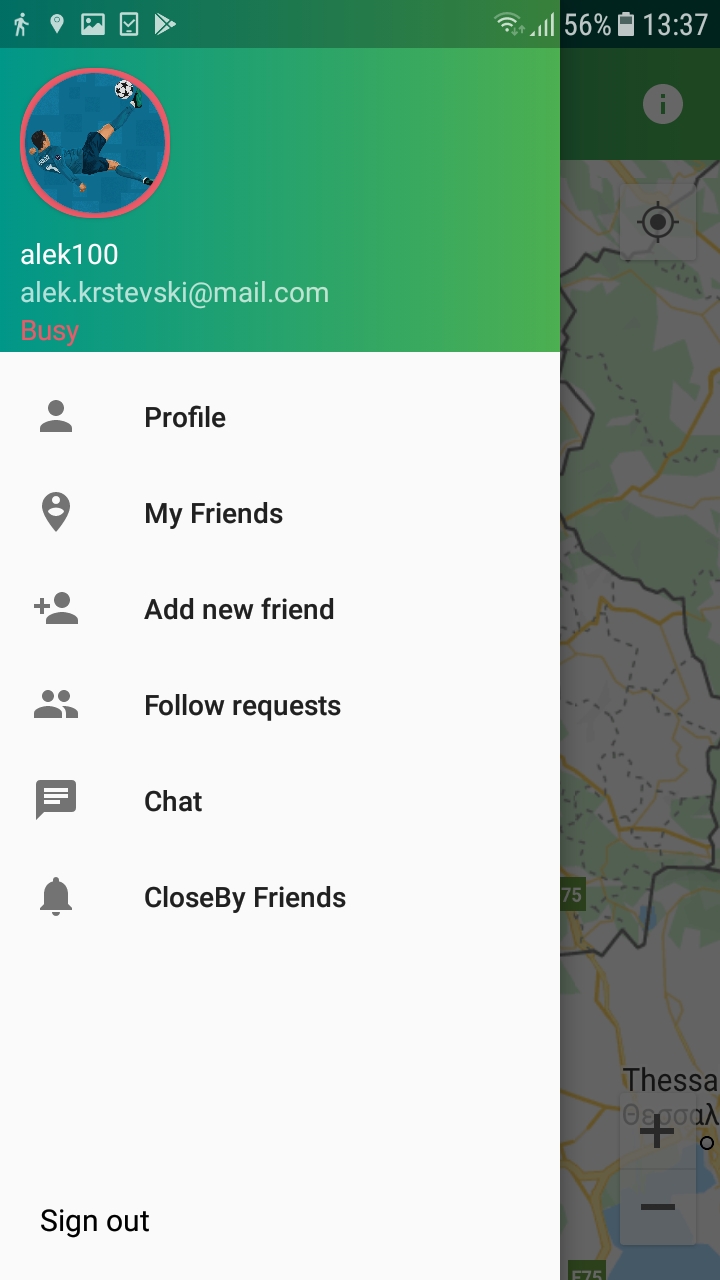 56% 13:37
alek100
alek.krstevski@mail.com
Busy
Profile
My Friends
Add new friend
Follow requests
Chat
CloseBy Friends
75
Thessa
Θεσσαλ
Sign out
E75